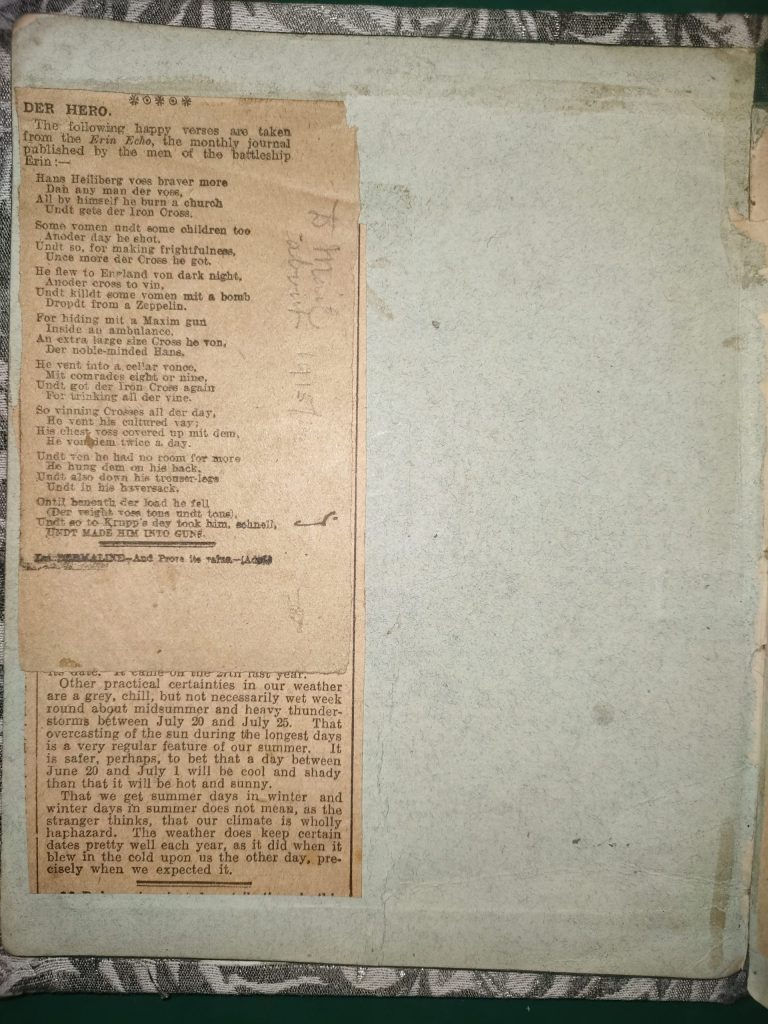 DER HERO.
The following happy verses are taken
from the Erin Echo, the monthly journal
published by the men of the battleship
Erin:—
Hans Heiliberg voss braver more
Dan any man der voss,
All by himself he burn a church
Undt gets der Iron Cross.
Some vomen undt some children too
Anoder day he shot,
Undt so, for making frightfulness,
Unce more der Cross he got.
He flew to England von dark night,
Anoder cross to vin,
Undt killdt some vomen mit a bomb
Dropdt from a Zeppelin.
For hiding mit a Maxim gun
Inside an ambulance,
An extra large size Cross he von,
Der noble-minded Hans.
He vent into a cellar vonce,
Mit comrades eight or nine,
Undt got der Iron Cross again
For trinking all der vine.
So vinning Crosses all der day,
He vent his cultured vay;
His chest voss covered up mit dem,
He von dem twice a day.
Undt ven he had no room for more
He hung dem on his back,
Undt also down his trouser-legs
Undt in his haversack.
Until beneath der load he fell
(Der veight voss tons undt tons),
Undt so to Krupp's dey took him, schnell,
UNDT MADE HIM INTO GUNS.
BERMALINE—And Prove its value—(Advt.)
its date. It came on the 27th last year.
Other practical certainties in our weather
are a grey, chill, but not necessarily wet week
round about midsummer and heavy thunder-
storms between July 20 and July 25. That
overcasting of the sun during the longest days
is a very regular feature of our summer. It
is safer, perhaps, to bet that a day between
June 20 and July 1 will be cool and shady
than that it will be hot and sunny.
That we get summer days in winter and
winter days in summer does not mean, as the
stranger thinks, that our climate is wholly
haphazard. The weather does keep certain
dates pretty well each year, as it did when it
blew in the cold upon us the other day, pre-
cisely when we expected it.